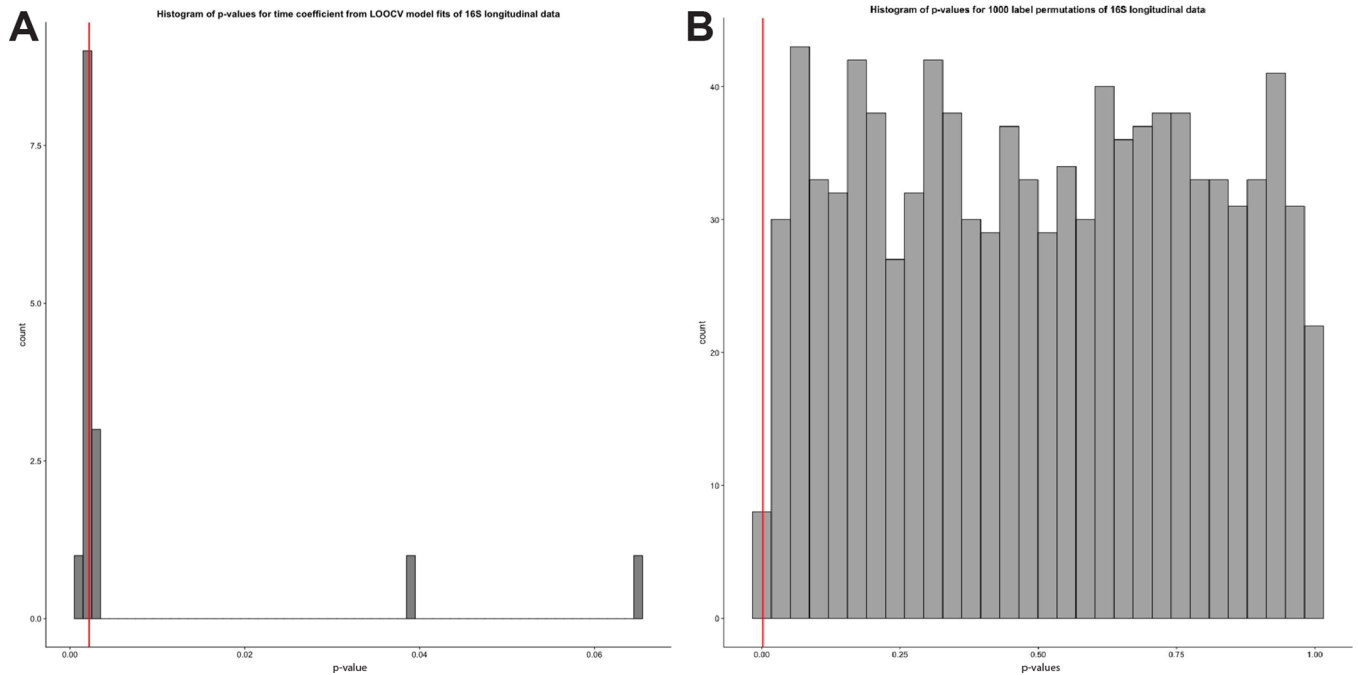 A
Histogram of p-values for time coefficient from LOOCV model fits of 16S longitudinal data
7.5
5.0
2.5
0.0
count
0.00
0.02
0.04
0.06
p-value
B
Histogram of p-values for 1000 label permutations of 16S longitudinal data
40
30
20
10
0
count
0.00
0.25
0.50
0.75
1.00
p-values